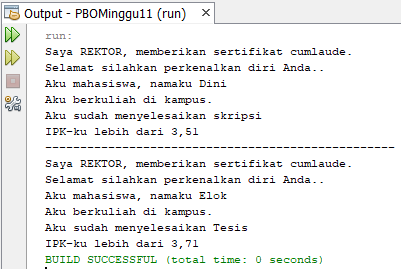 Output - PBOMinggu11 (run) ×
run:
Saya REKTOR, memberikan sertifikat cumlaude.
Selamat silahkan perkenalkan diri Anda..
Aku mahasiswa, namaku Dini
Aku berkuliah di kampus.
Aku sudah menyelesaikan skripsi
IPK-ku lebih dari 3,51
--------------------------------------------------
Saya REKTOR, memberikan sertifikat cumlaude.
Selamat silahkan perkenalkan diri Anda..
Aku mahasiswa, namaku Elok
Aku berkuliah di kampus.
Aku sudah menyelesaikan Tesis
IPK-ku lebih dari 3,71
BUILD SUCCESSFUL (total time: 0 seconds)